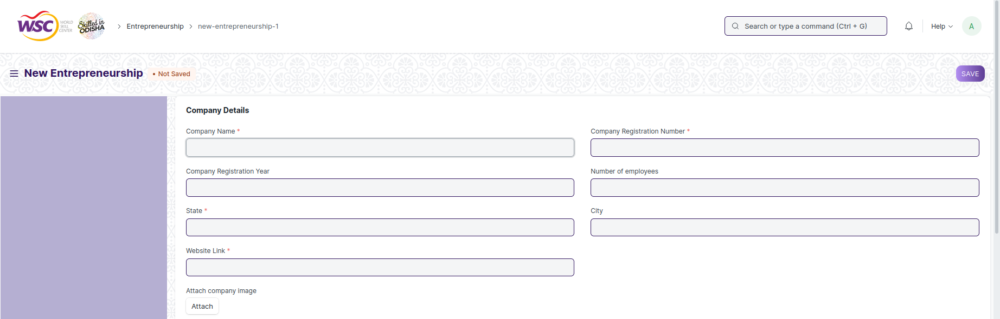 WSC WORLD SKILL CENTER
Skilled in ODISHA
Entrepreneurship
new-entrepreneurship-1
Search or type a command (Ctrl + G)
Help
A
New Entrepreneurship
• Not Saved
SAVE
Company Details
Company Name *
Company Registration Number *
Company Registration Year
Number of employees
State *
City
Website Link *
Attach company image
Attach